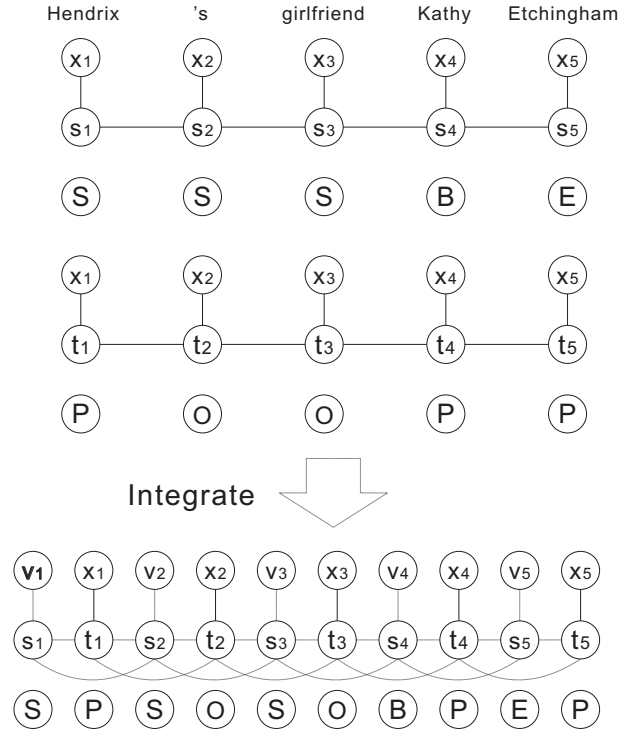 Hendrix 's girlfriend Kathy Etchingham
x1 x2 x3 x4 x5
s1 s2 s3 s4 s5
S S S B E
x1 x2 x3 x4 x5
t1 t2 t3 t4 t5
P O O P P
Integrate
v1 x1 v2 x2 v3 x3 v4 x4 v5 x5
s1 t1 s2 t2 s3 t3 s4 t4 s5 t5
S P S O S O B P E P